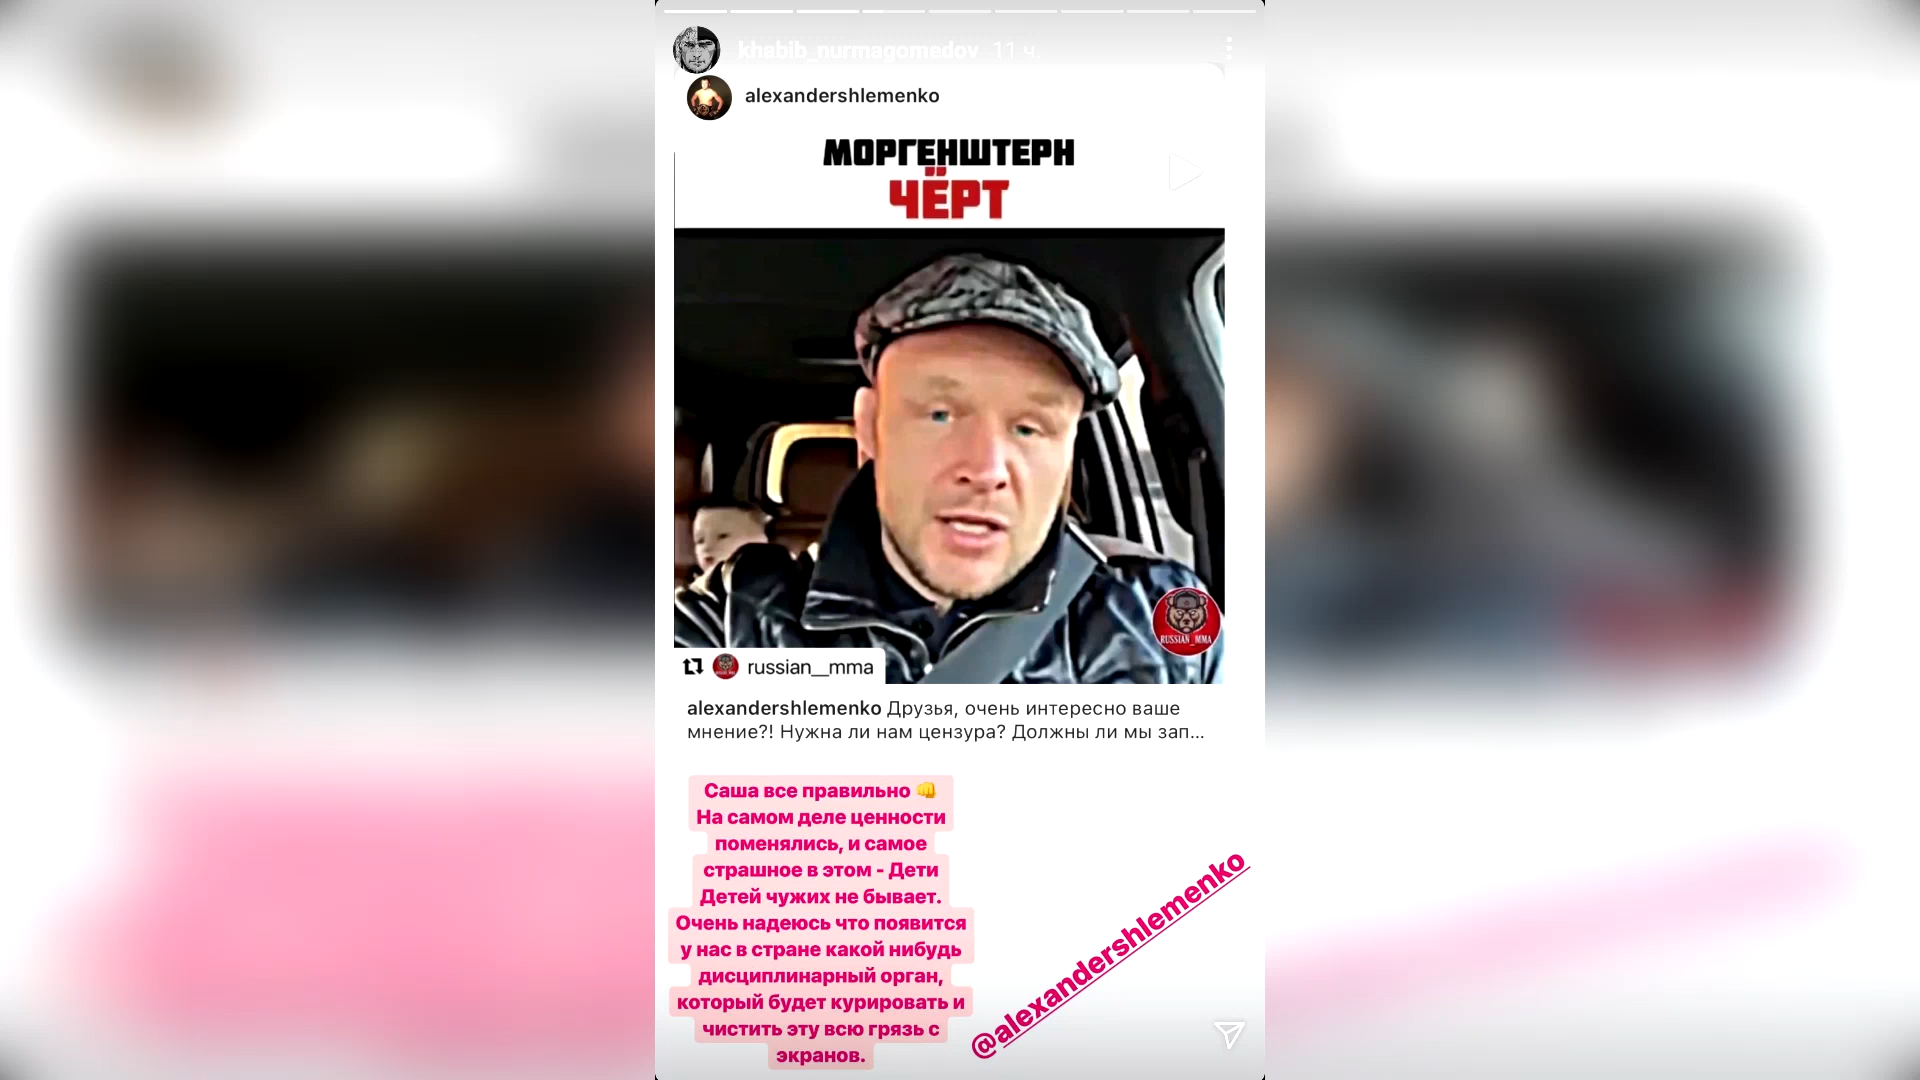 khabib_nurmagomedov 11 ч.
alexandershlemenko
МОРГЕНШТЕРН
ЧЁРТ
RUSSIAN_MMA
russian__mma
alexandershlemenko Друзья, очень интересно ваше
мнение?! Нужна ли нам цензура? Должны ли мы зап...
Саша все правильно 👊
На самом деле ценности
поменялись, и самое
страшное в этом - Дети
Детей чужих не бывает.
Очень надеюсь что появится
у нас в стране какой нибудь
дисциплинарный орган,
который будет курировать и
чистить эту всю грязь с
экранов.
@alexandershlemenko